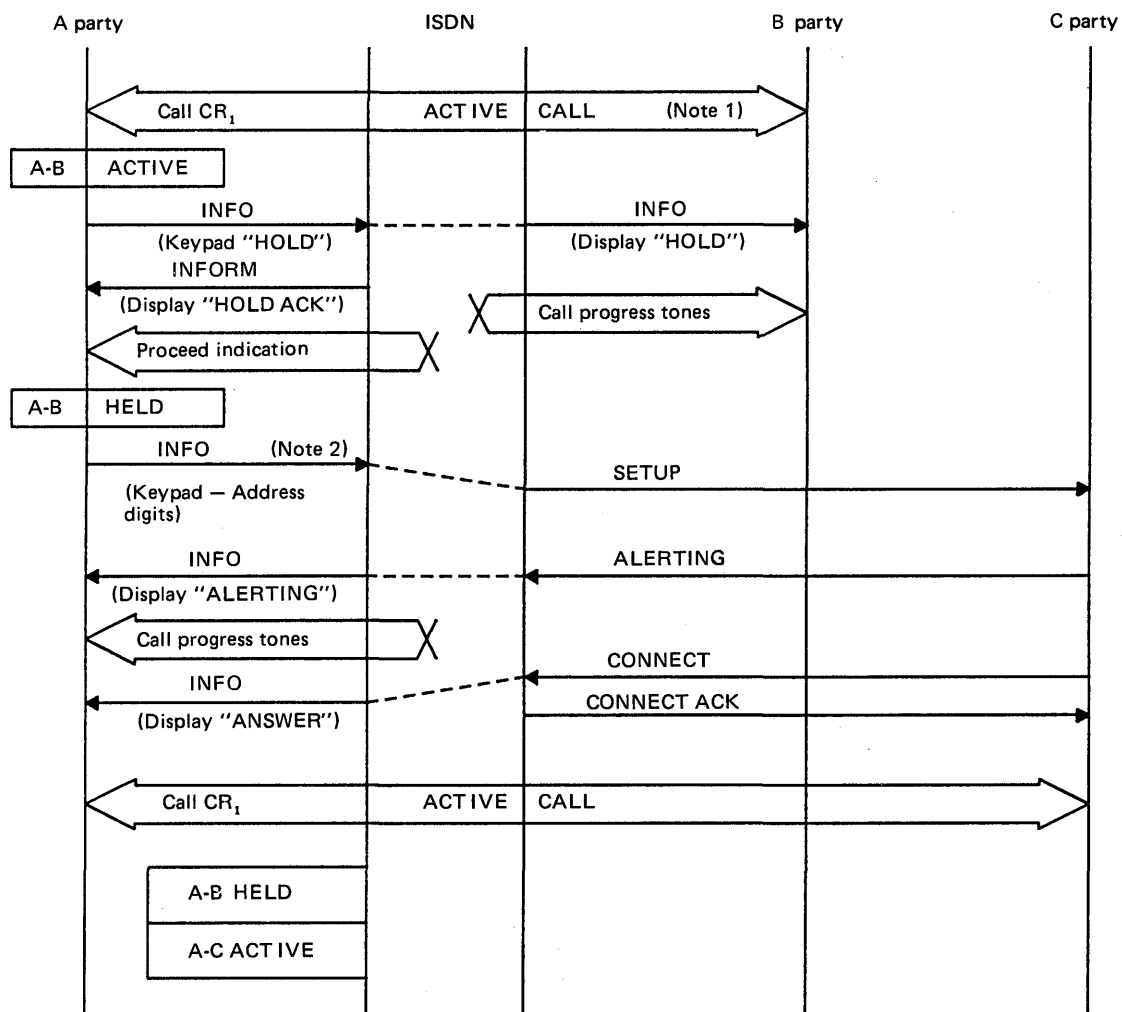 A party ISDN B party C party
Call CR1 ACTIVE CALL (Note 1)
A-B ACTIVE
INFO INFO
(Keypad "HOLD") (Display "HOLD")
INFORM
(Display "HOLD ACK")
Call progress tones
Proceed indication
A-B HELD
INFO (Note 2)
SETUP
(Keypad — Address
digits)
INFO ALERTING
(Display "ALERTING")
Call progress tones
CONNECT
INFO
(Display "ANSWER")
CONNECT ACK
Call CR1 ACTIVE CALL
A-B HELD
A-C ACTIVE